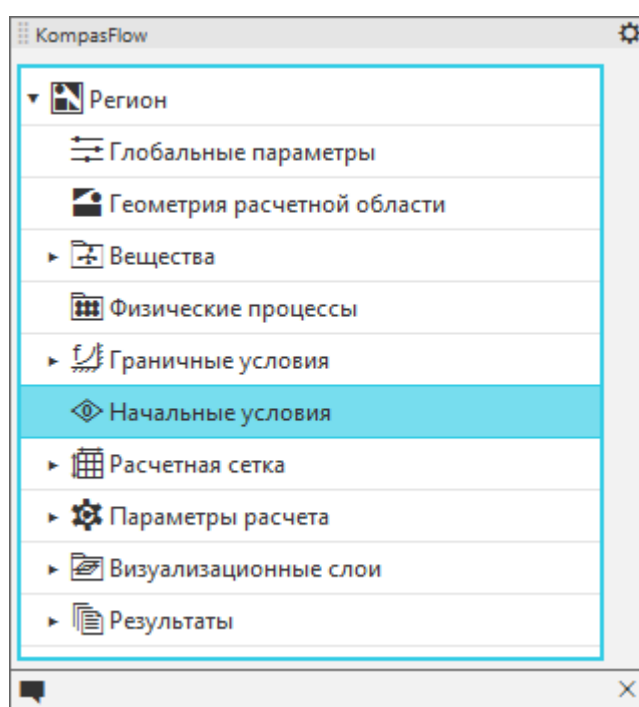 KompasFlow
Регион
Глобальные параметры
Геометрия расчетной области
Вещества
Физические процессы
Граничные условия
Начальные условия
Расчетная сетка
Параметры расчета
Визуализационные слои
Результаты